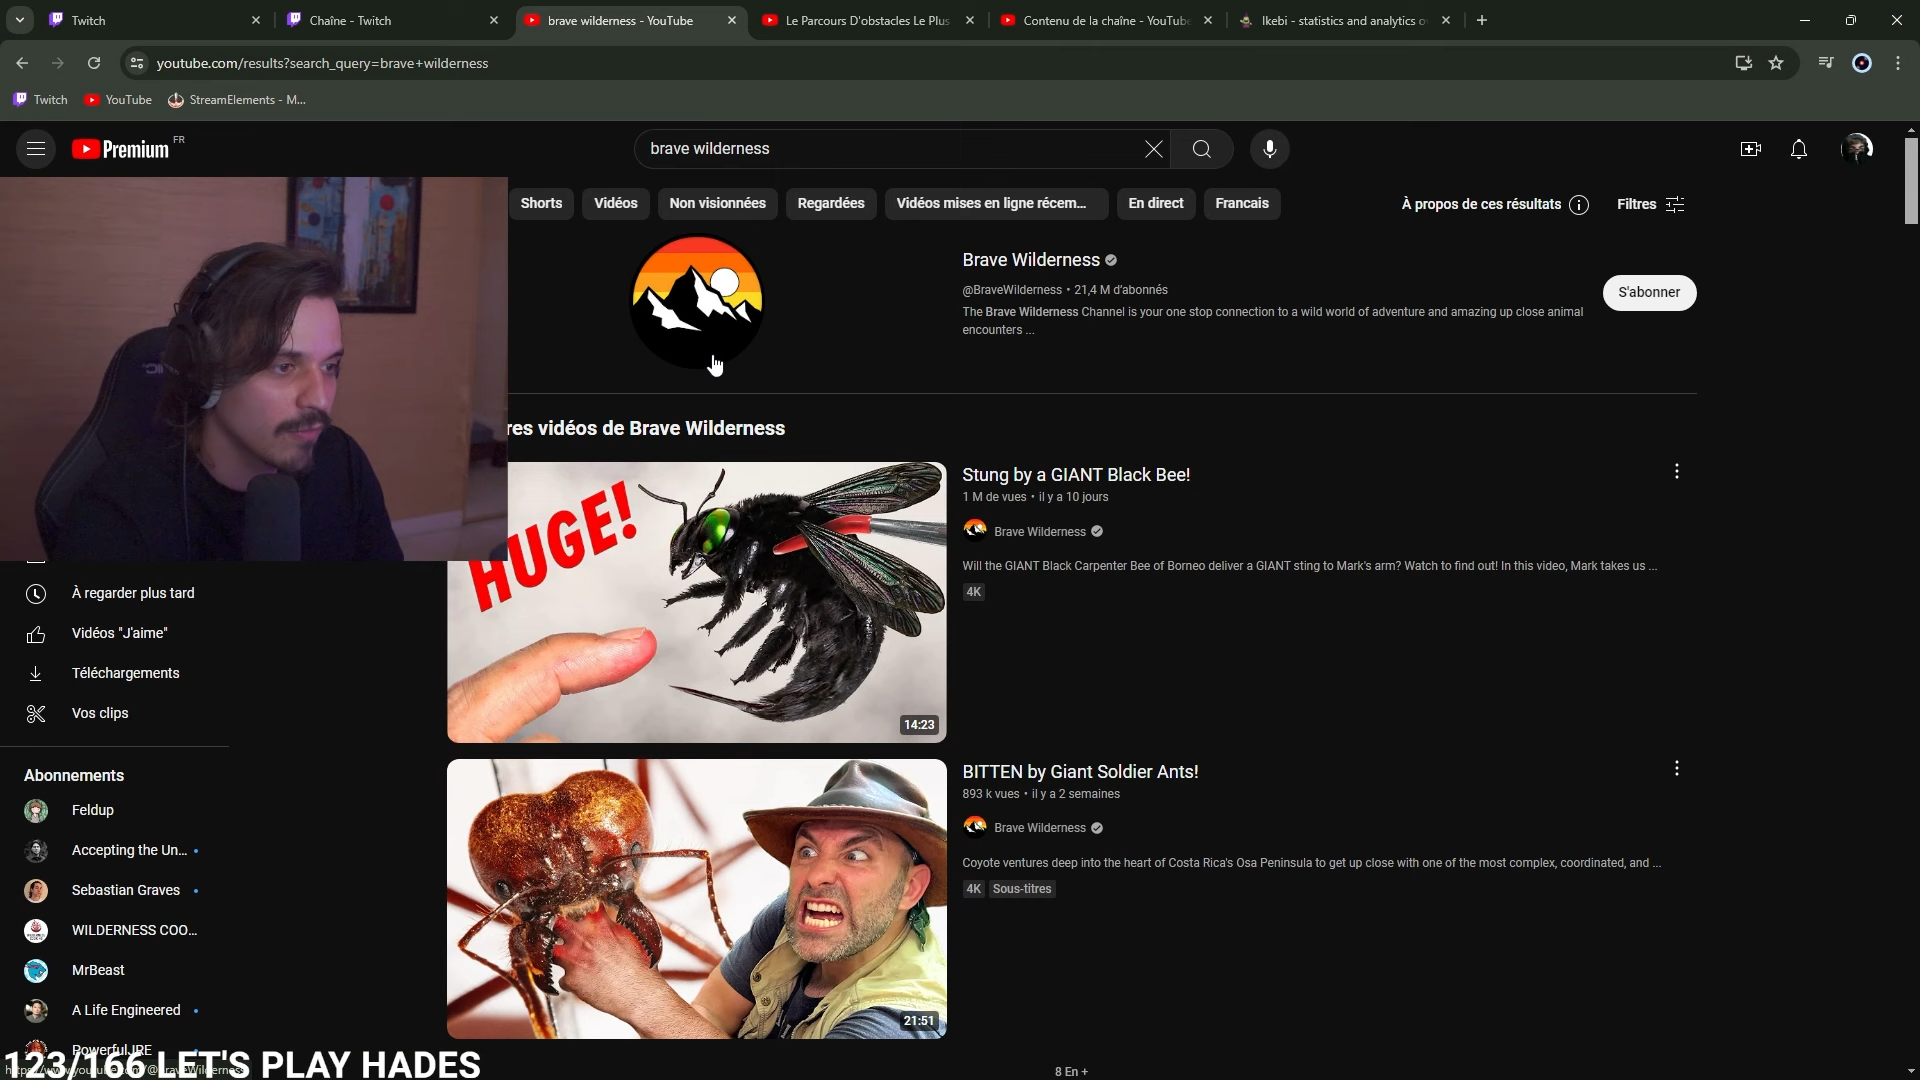 Twitch
Chaîne - Twitch
brave wilderness - YouTube
Le Parcours D'obstacles Le Plus
Contenu de la chaîne - YouTube
Ikebi - statistics and analytics o
youtube.com/results?search_query=brave+wilderness
Twitch
YouTube
StreamElements - M...
Premium
FR
brave wilderness
Shorts
Vidéos
Non visionnées
Regardées
Vidéos mises en ligne récem...
En direct
Francais
À propos de ces résultats
Filtres
Brave Wilderness
@BraveWilderness • 21,4 M d'abonnés
The Brave Wilderness Channel is your one stop connection to a wild world of adventure and amazing up close animal
encounters ...
S'abonner
res vidéos de Brave Wilderness
HUGE!
14:23
Stung by a GIANT Black Bee!
1 M de vues • il y a 10 jours
Brave Wilderness
Will the GIANT Black Carpenter Bee of Borneo deliver a GIANT sting to Mark's arm? Watch to find out! In this video, Mark takes us ...
4K
À regarder plus tard
Vidéos "J'aime"
Téléchargements
Vos clips
Abonnements
Feldup
Accepting the Un...
Sebastian Graves
WILDERNESS COO...
MrBeast
A Life Engineered
PowerfulJRE
21:51
BITTEN by Giant Soldier Ants!
893 k vues • il y a 2 semaines
Brave Wilderness
Coyote ventures deep into the heart of Costa Rica's Osa Peninsula to get up close with one of the most complex, coordinated, and ...
4K
Sous-titres
123/166 LET'S PLAY HADES
https://www.youtube.com/@BraveWilderness
8 En +